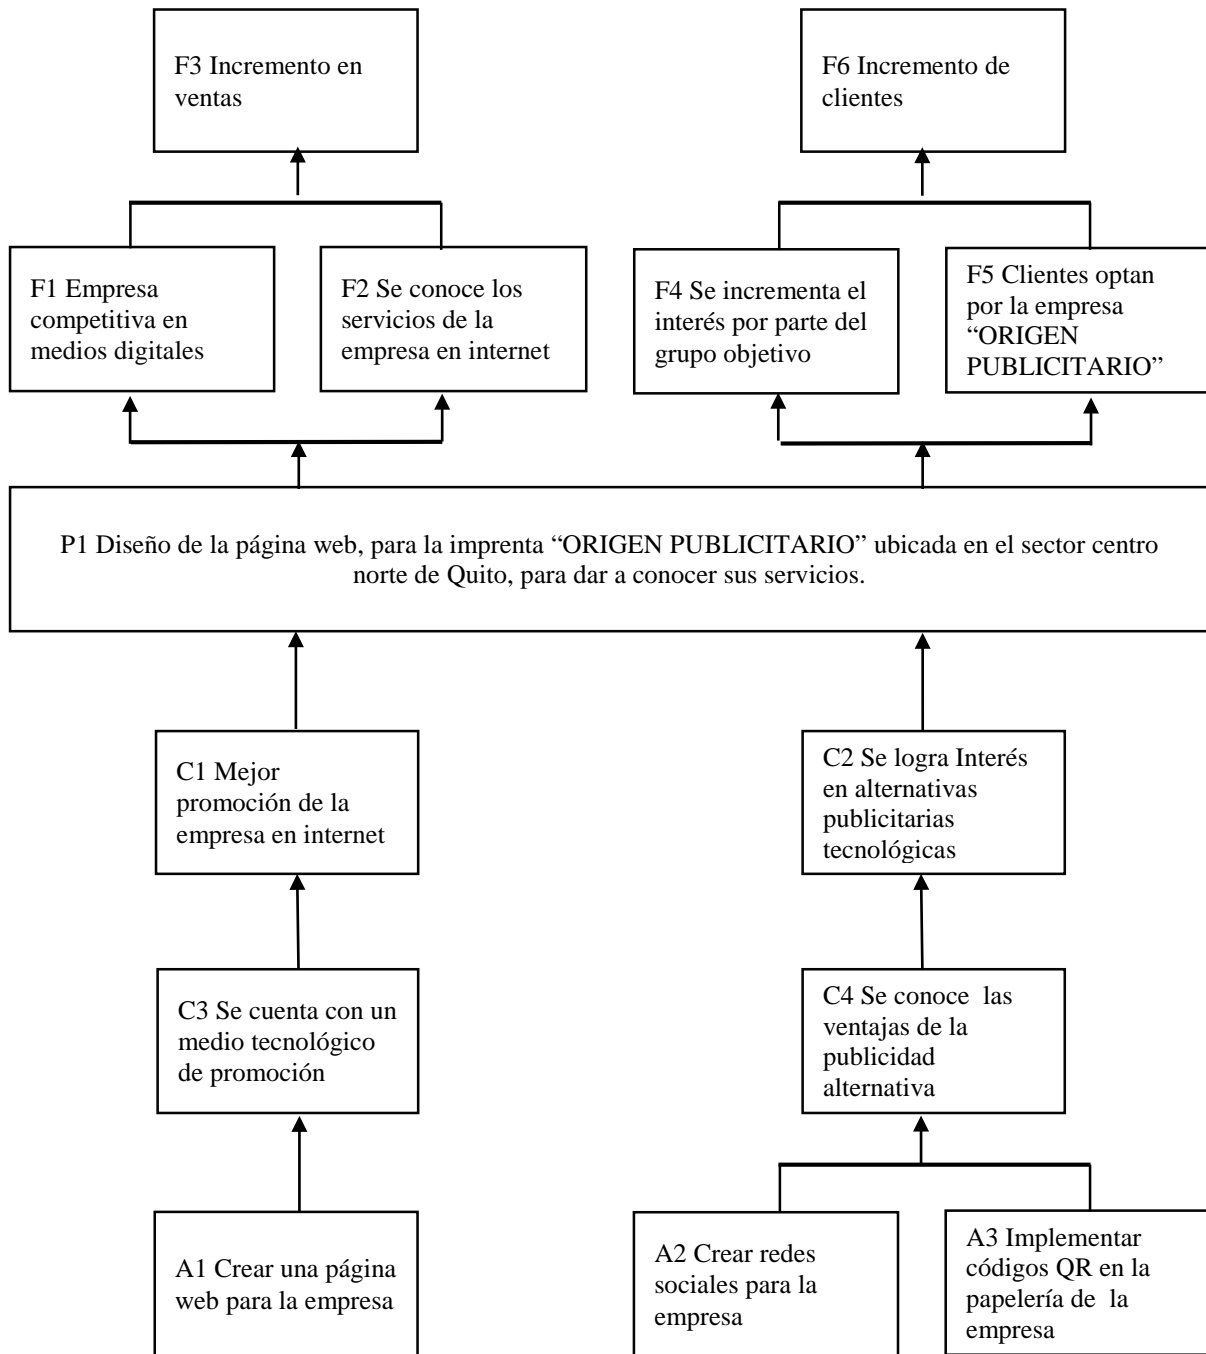 F3 Incremento en
ventas
F6 Incremento de
clientes
F1 Empresa
competitiva en
medios digitales
F2 Se conoce los
servicios de la
empresa en internet
F4 Se incrementa el
interés por parte del
grupo objetivo
F5 Clientes optan
por la empresa
“ORIGEN
PUBLICITARIO”
P1 Diseño de la página web, para la imprenta “ORIGEN PUBLICITARIO” ubicada en el sector centro
norte de Quito, para dar a conocer sus servicios.
C1 Mejor
promoción de la
empresa en internet
C2 Se logra Interés
en alternativas
publicitarias
tecnológicas
C3 Se cuenta con un
medio tecnológico
de promoción
C4 Se conoce  las
ventajas de la
publicidad
alternativa
A1 Crear una página
web para la empresa
A2 Crear redes
sociales para la
empresa
A3 Implementar
códigos QR en la
papelería de  la
empresa